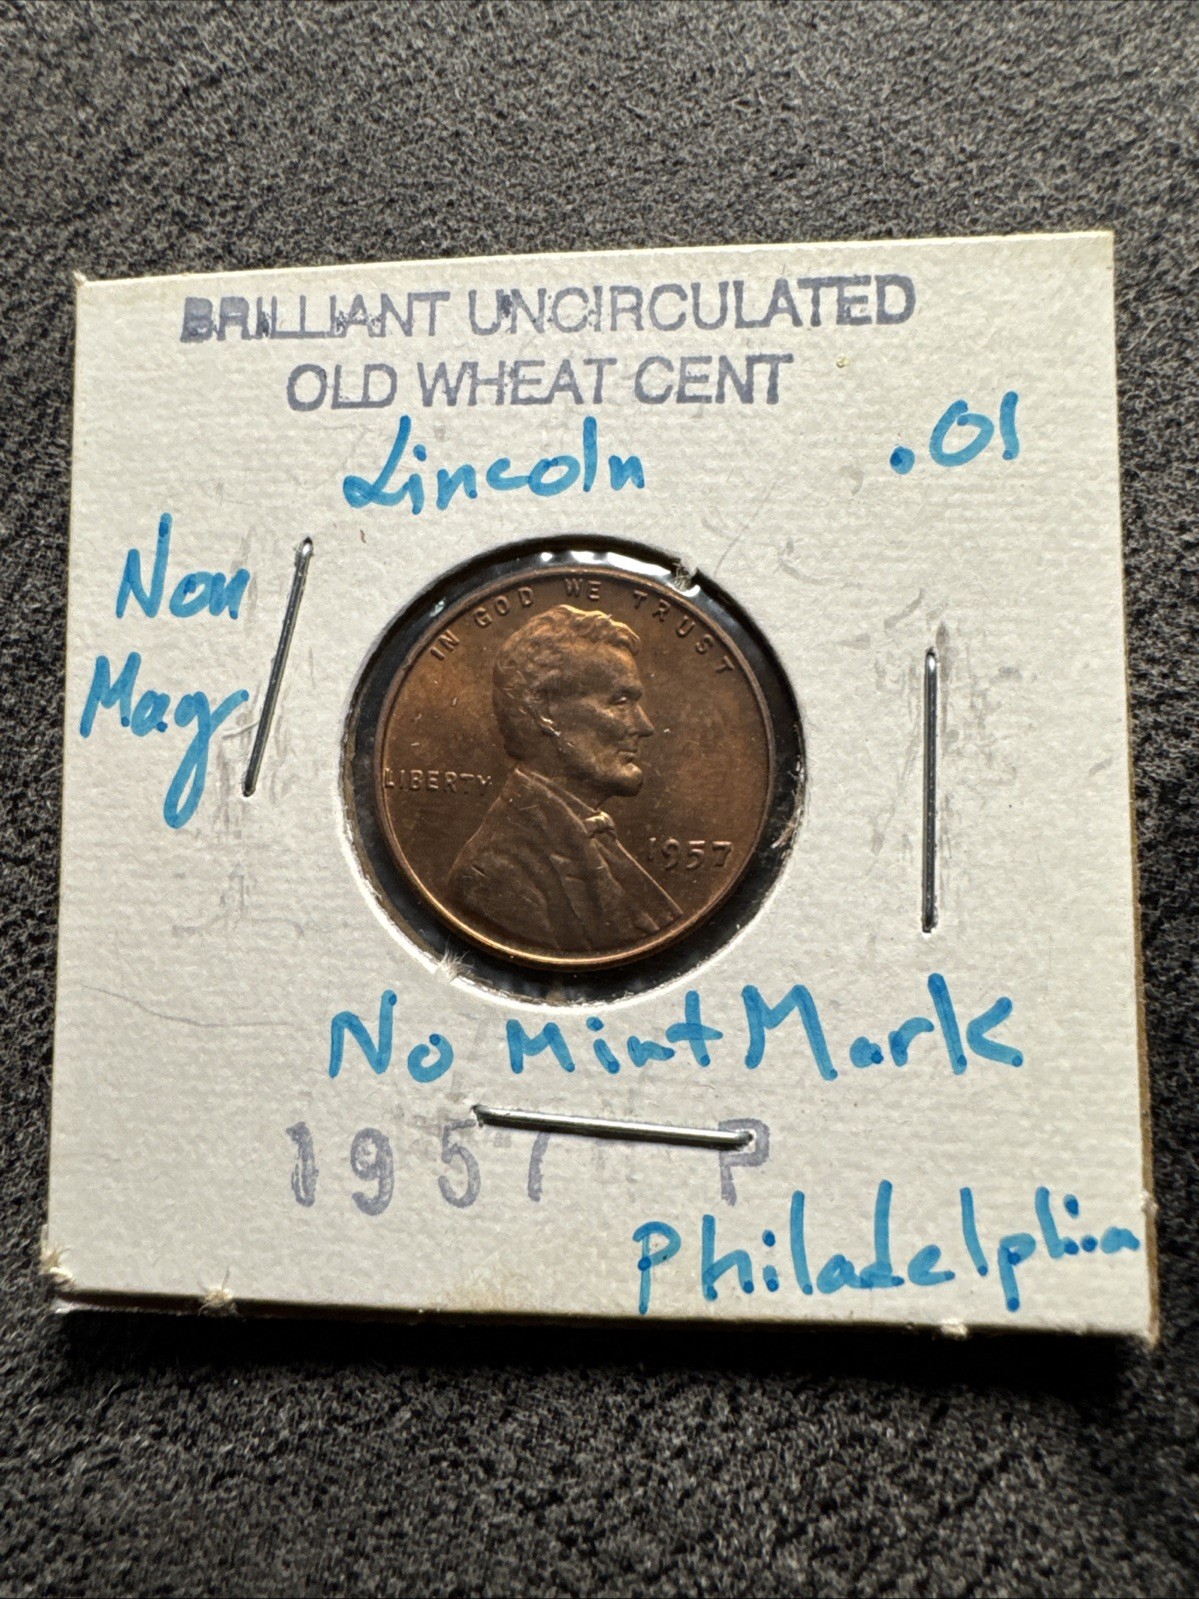 BRILLIANT UNCIRCULATED
OLD WHEAT CENT
Lincoln .01
Non
Mag
IN GOD WE TRUST
LIBERTY
1957
No Mint Mark
1957 P
Philadelphia